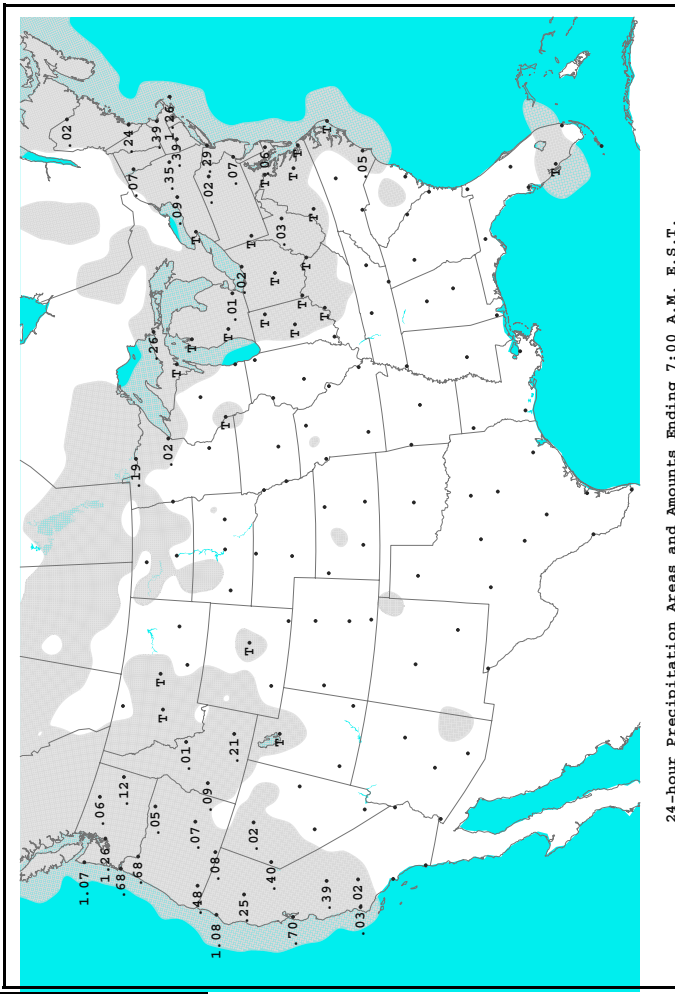 .02
1.07
.06
1.26
.68
.12
.24
.07
.19
.68
.26
.05
.39
T
T
.02
1.26
.35
.39
T
.09
.01
T
.07
T
.48
.29
.09
.02
.08
1.08
T
T
.01
.07
.21
.02
.25
T
T
.02
.06
T
T
.40
T
T
.03
.70
T
T
T
T
T
T
T
.39
T
.02
.03
.05
T
24-hour Precipitation Areas and Amounts Ending 7:00 A.M. E.S.T.